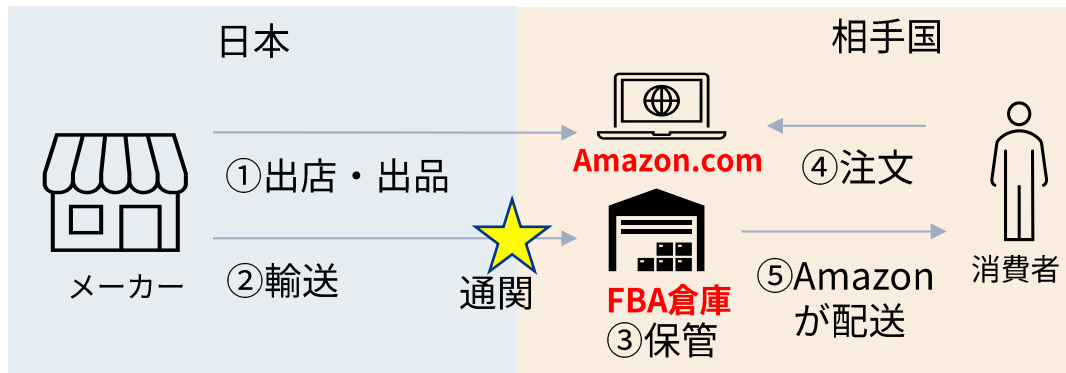 日本
相手国
Amazon.com
①出店・出品
④注文
メーカー
②輸送
通関
FBA倉庫
③保管
⑤Amazon
が配送
消費者